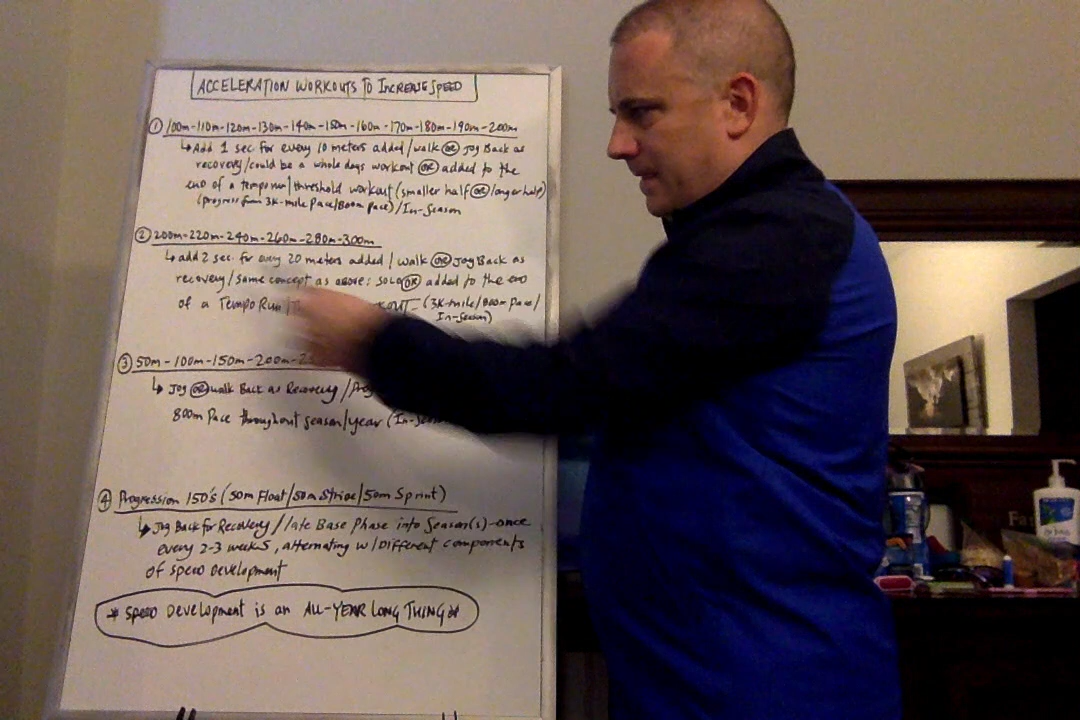 ACCELERATION WORKOUTS TO INCREASE SPEED
① 100m-110m-120m-130m-140m-150m-160m-170m-180m-190m-200m
↳ Add 1 sec for every 10 meters added / walk OR Jog Back as
recovery / could be a whole days workout OR added to the
end of a tempo run / threshold workout (smaller half OR longer half)
(progress from 3K-mile Pace/800m Pace) / In-Season
② 200m-220m-240m-260m-280m-300m
↳ add 2 sec. for every 20 meters added / walk OR Jog Back as
recovery / same concept as above: solo OR added to the end
of a Tempo Run / (3K-mile/800m Pace/
In-Season)
③ 50m-100m-150m-200m-
↳ Jog OR walk Back as Recovery /
800m Pace throughout season/year
④ Progression 150's (50m Float/50m Stride/50m Sprint)
↳ Jog Back for Recovery / late Base Phase into Season(s)-once
every 2-3 weeks, alternating w/ Different components
of speed development
* SPEED DEVELOPMENT is an ALL-YEAR LONG THING *